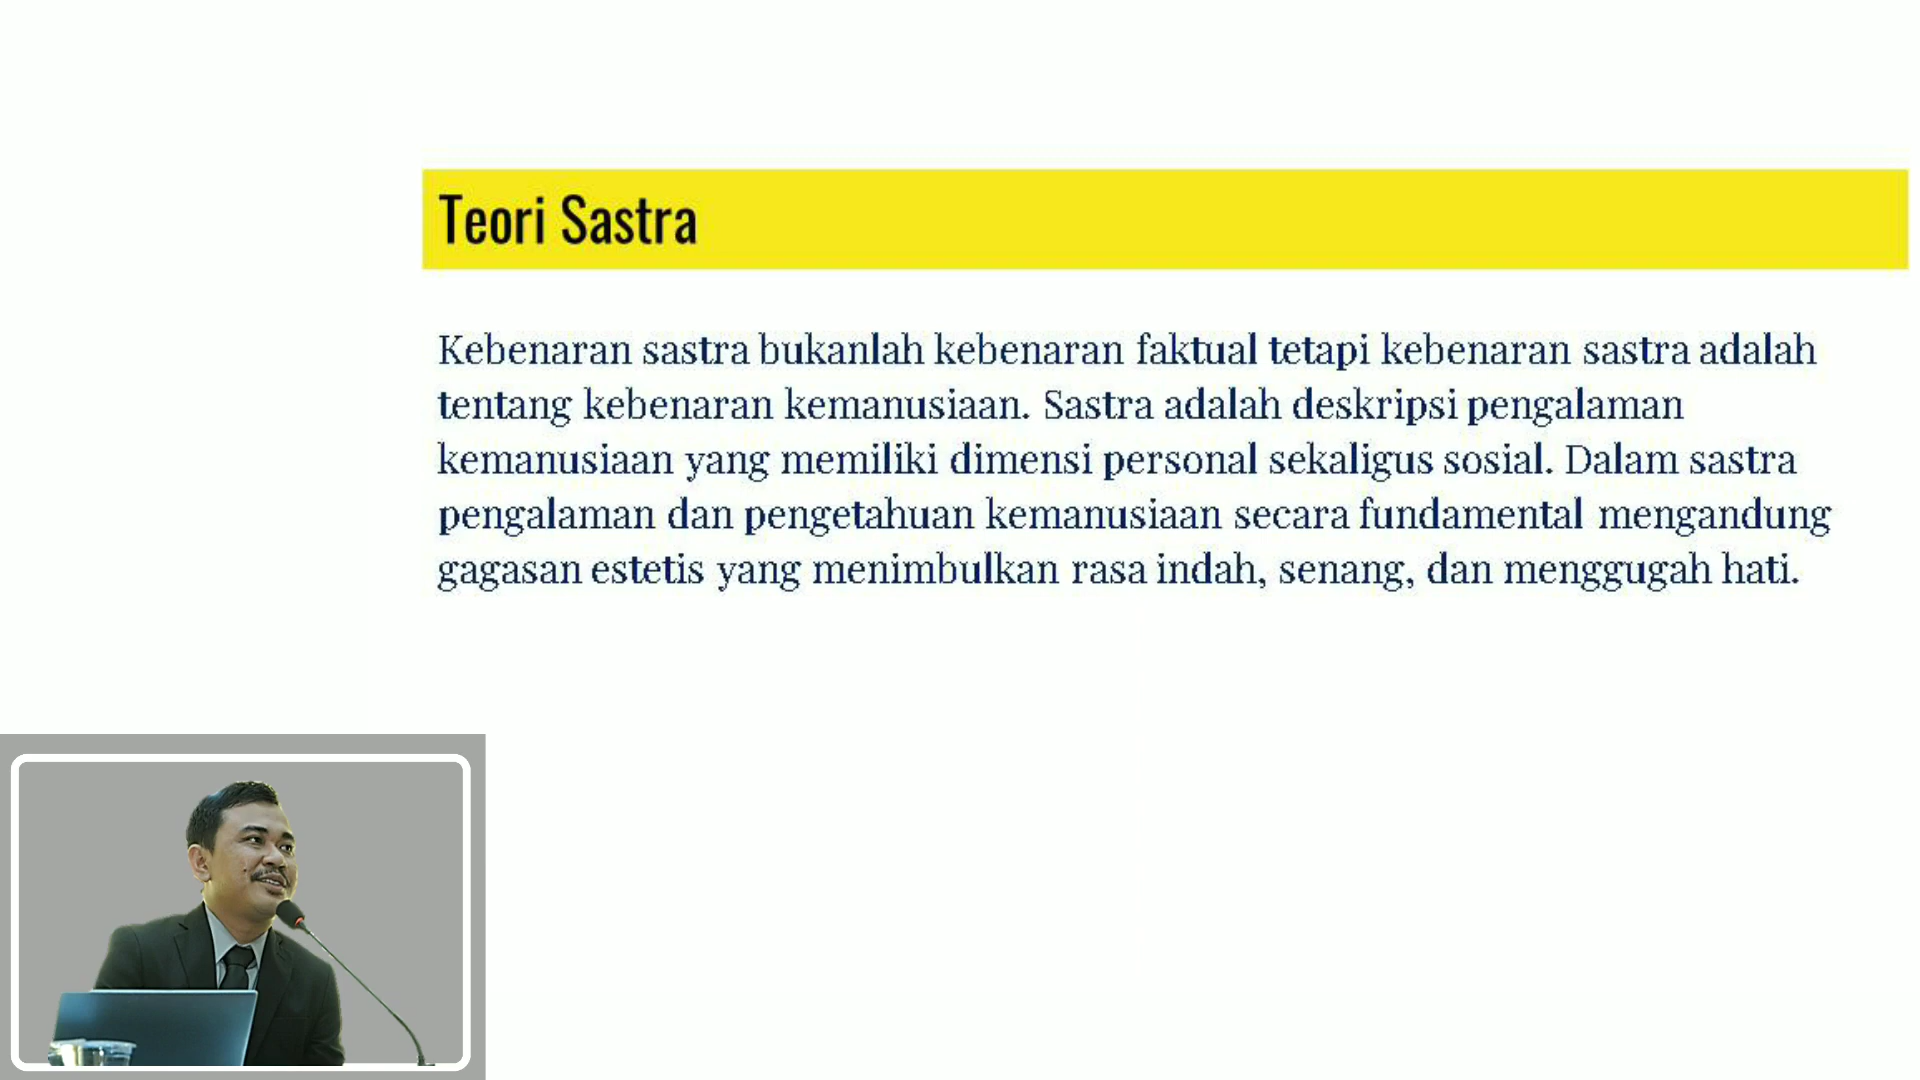 Teori Sastra
Kebenaran sastra bukanlah kebenaran faktual tetapi kebenaran sastra adalah
tentang kebenaran kemanusiaan. Sastra adalah deskripsi pengalaman
kemanusiaan yang memiliki dimensi personal sekaligus sosial. Dalam sastra
pengalaman dan pengetahuan kemanusiaan secara fundamental mengandung
gagasan estetis yang menimbulkan rasa indah, senang, dan menggugah hati.